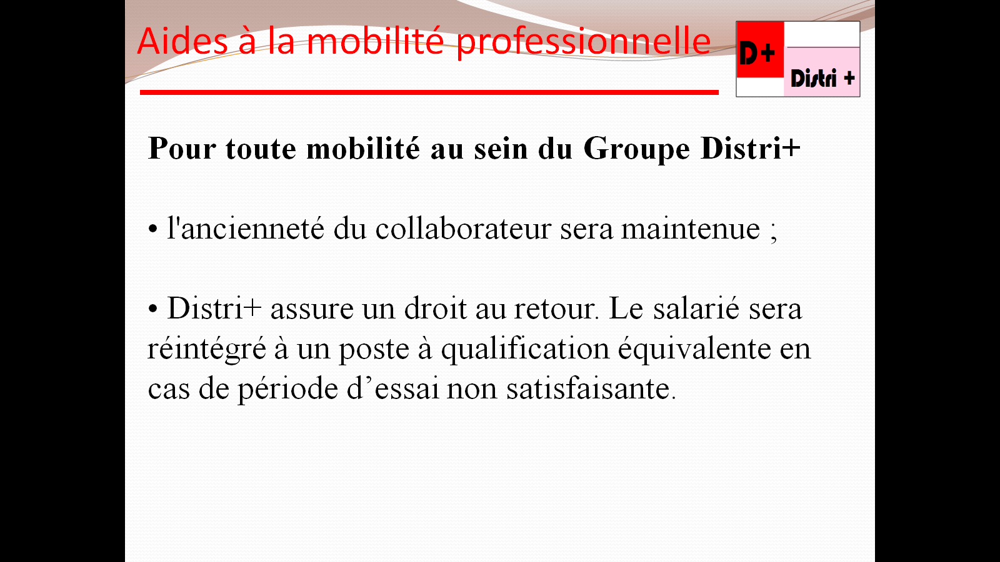 Aides à la mobilité professionnelle
D+
Distri +
Pour toute mobilité au sein du Groupe Distri+
• l'ancienneté du collaborateur sera maintenue ;
• Distri+ assure un droit au retour. Le salarié sera
réintégré à un poste à qualification équivalente en
cas de période d’essai non satisfaisante.